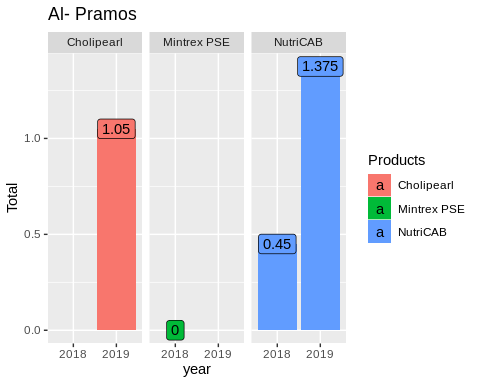 Al- Pramos
Cholipearl
Mintrex PSE
NutriCAB
1.05
0
0.45
1.375
Total
1.0
0.5
0.0
2018
2019
2018
2019
2018
2019
year
Products
a Cholipearl
a Mintrex PSE
a NutriCAB